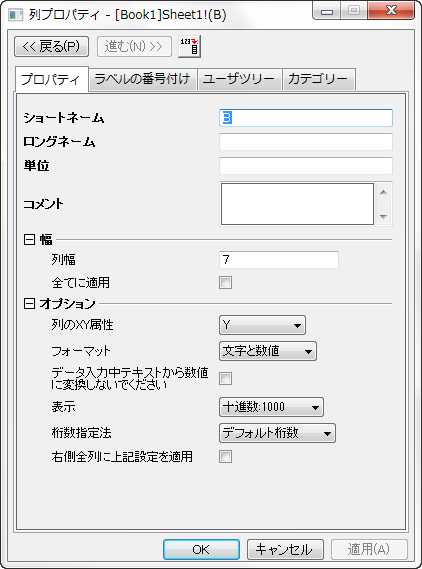 列プロパティ - [Book1]Sheet1!(B)
<< 戻る(P) 進む(N) >> 123 目
プロパティ ラベルの番号付け ユーザツリー カテゴリー
ショートネーム B
ロングネーム
単位
コメント
幅
列幅 7
全てに適用
オプション
列のXY属性 Y
フォーマット 文字と数値
データ入力中テキストから数値
に変換しないでください
表示 十進数:1000
桁数指定法 デフォルト桁数
右側全列に上記設定を適用
OK キャンセル 適用(A)